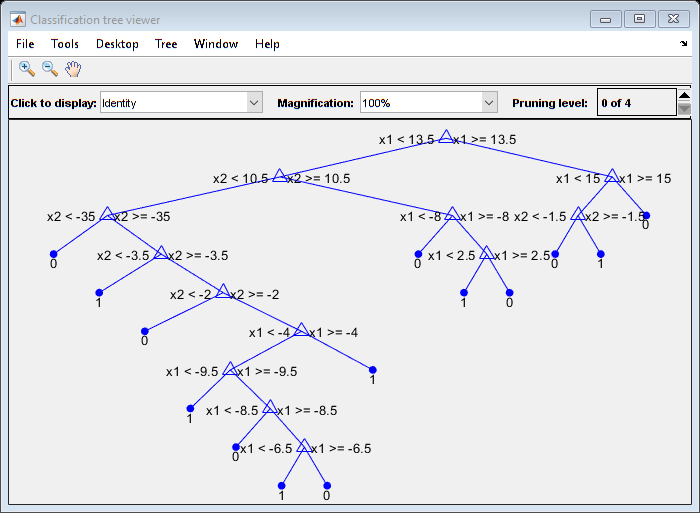 Classification tree viewer
File Tools Desktop Tree Window Help
Click to display: Identity Magnification: 100% Pruning level: 0 of 4
x1 < 13.5 x1 >= 13.5
x2 < 10.5 x2 >= 10.5 x1 < 15 x1 >= 15
x2 < -35 x2 >= -35 x1 < -8 x1 >= -8 x2 < -1.5 x2 >= -1.5
0
x2 < -3.5 x2 >= -3.5 x1 < 2.5 x1 >= 2.5
0 0 0 1
x2 < -2 x2 >= -2
1 1 0
x1 < -4 x1 >= -4
0
x1 < -9.5 x1 >= -9.5
1
x1 < -8.5 x1 >= -8.5
1
x1 < -6.5 x1 >= -6.5
0
1 0